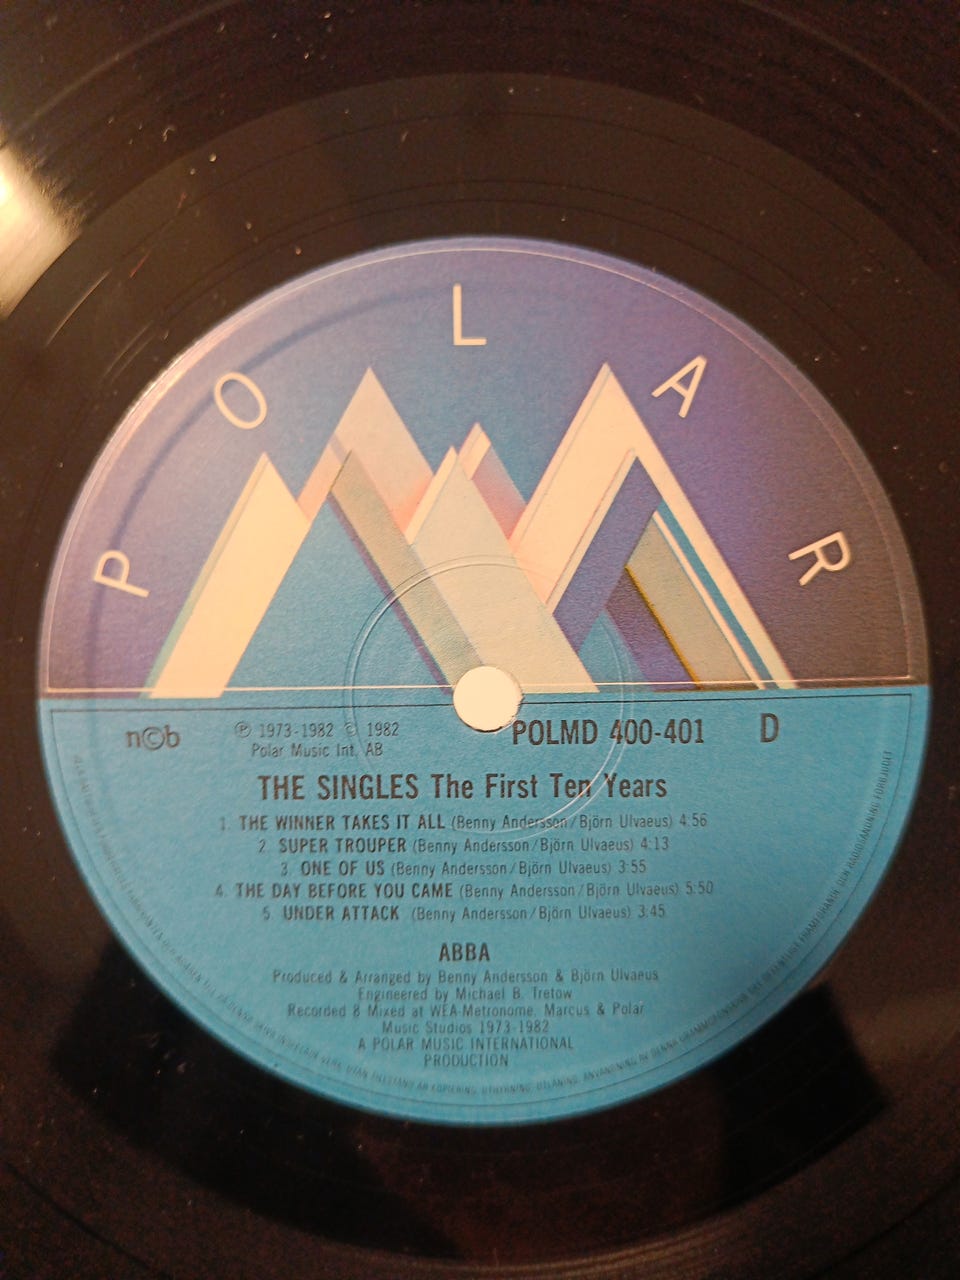 POLAR
n©b ℗ 1973-1982 © 1982 POLMD 400-401 D
Polar Music Int. AB
THE SINGLES The First Ten Years
1. THE WINNER TAKES IT ALL (Benny Andersson/Björn Ulvaeus) 4:56
2. SUPER TROUPER (Benny Andersson/Björn Ulvaeus) 4:13
3. ONE OF US (Benny Andersson/Björn Ulvaeus) 3:55
4. THE DAY BEFORE YOU CAME (Benny Andersson/Björn Ulvaeus) 5:50
5. UNDER ATTACK (Benny Andersson/Björn Ulvaeus) 3:45
ABBA
Produced & Arranged by Benny Andersson & Björn Ulvaeus
Engineered by Michael B. Tretow
Recorded & Mixed at WEA-Metronome, Marcus & Polar
Music Studios 1973-1982
A POLAR MUSIC INTERNATIONAL
PRODUCTION